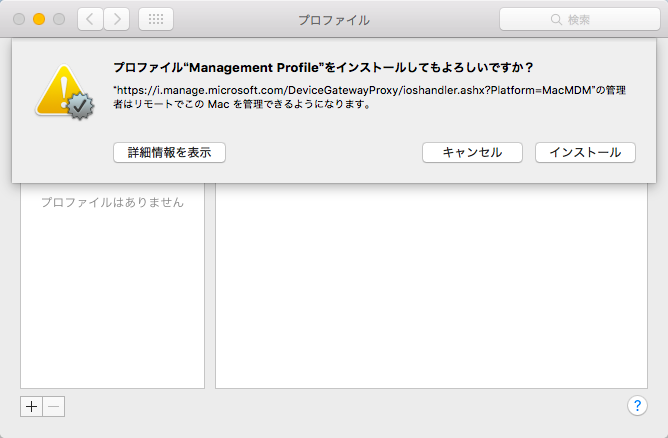 プロファイル
検索
プロファイル“Management Profile”をインストールしてもよろしいですか？
“https://i.manage.microsoft.com/DeviceGatewayProxy/ioshandler.ashx?Platform=MacMDM”の管理
者はリモートでこの Mac を管理できるようになります。
詳細情報を表示
キャンセル
インストール
プロファイルはありません
+
−
?